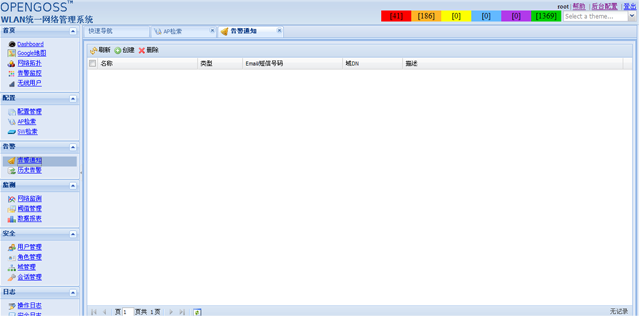 OPENGOSS™
root | 帮助 | 后台配置 | 登出
WLAN统一网络管理系统
[41] [186] [0] [0] [0] [1369] Select a theme...
首页
Dashboard
Google地图
网络拓扑
告警监控
无线用户
配置
配置管理
AP检索
SW检索
告警
告警通知
历史告警
监测
网络监测
阈值管理
数据报表
安全
用户管理
角色管理
域管理
会话管理
日志
操作日志
安全日志
快速导航 AP检索 告警通知
刷新 创建 删除
名称 类型 Email/短信号码 域DN 描述
页 1 页共 1 页
无记录